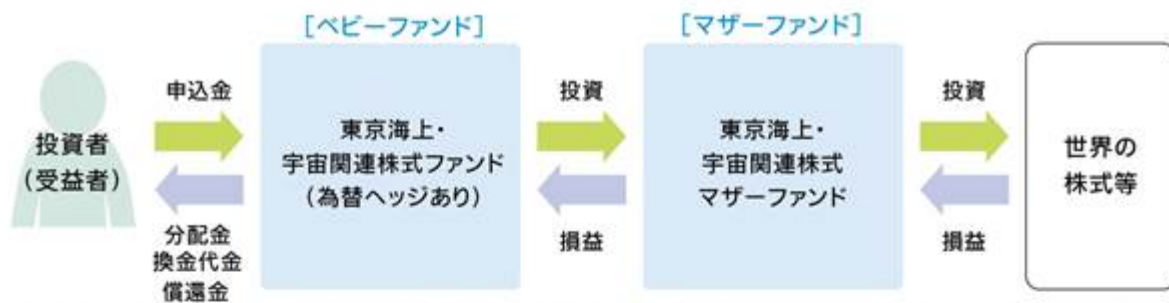 [ベビーファンド]
[マザーファンド]
投資者
(受益者)
申込金
分配金
換金代金
償還金
東京海上・
宇宙関連株式ファンド
(為替ヘッジあり)
投資
損益
東京海上・
宇宙関連株式
マザーファンド
投資
損益
世界の
株式等